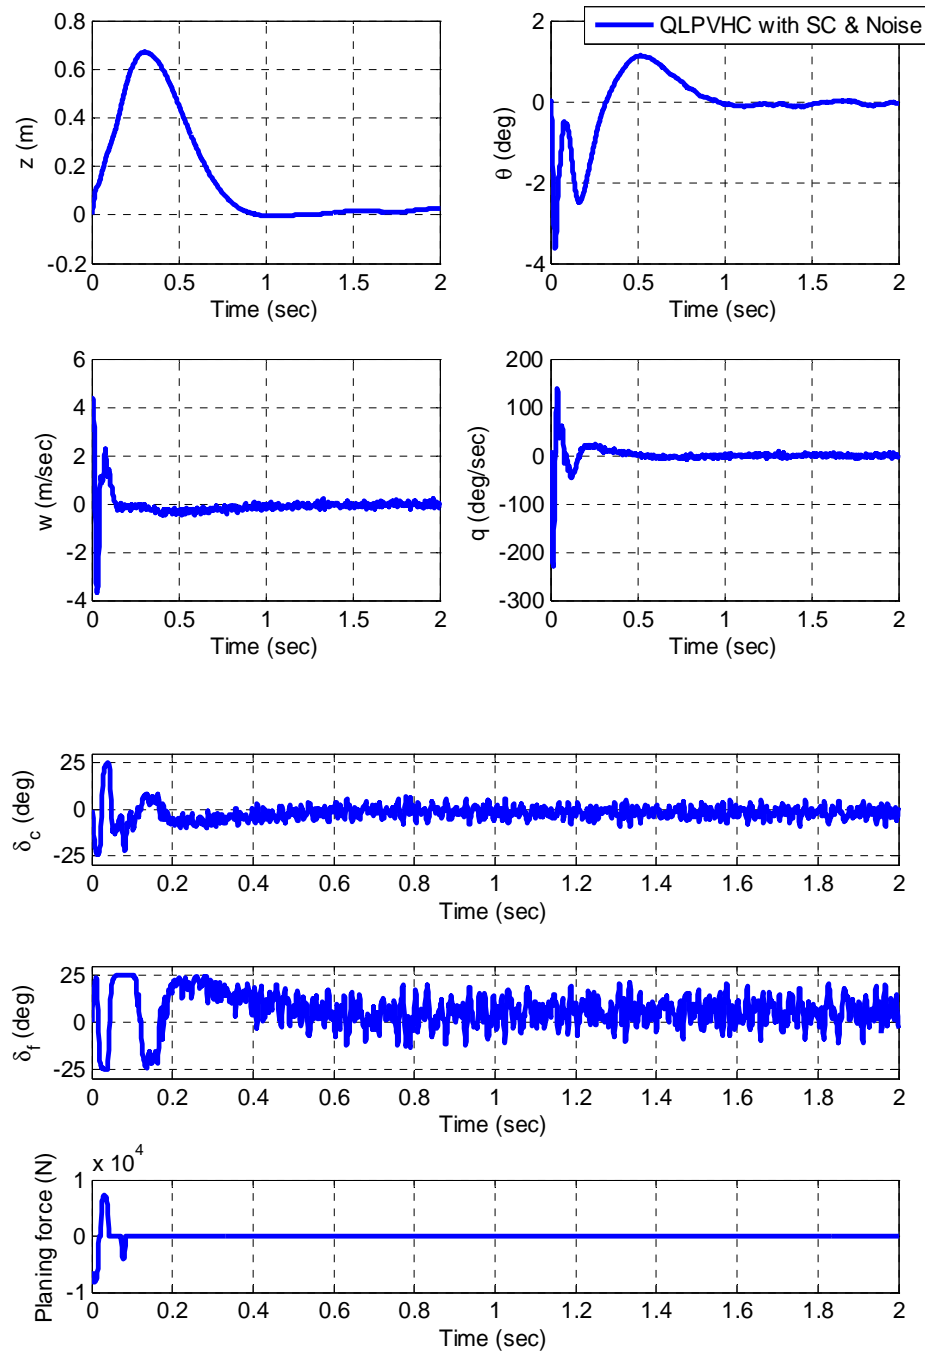 QLPVHC with SC & Noise
0.8
0.6
0.4
0.2
0
-0.2
z (m)
0 0.5 1 1.5 2
Time (sec)
2
0
-2
-4
θ (deg)
0 0.5 1 1.5 2
Time (sec)
6
4
2
0
-2
-4
w (m/sec)
0 0.5 1 1.5 2
Time (sec)
200
100
0
-100
-200
-300
q (deg/sec)
0 0.5 1 1.5 2
Time (sec)
25
0
-25
δc (deg)
0 0.2 0.4 0.6 0.8 1 1.2 1.4 1.6 1.8 2
Time (sec)
25
0
-25
δf (deg)
0 0.2 0.4 0.6 0.8 1 1.2 1.4 1.6 1.8 2
Time (sec)
x 10^4
1
0
-1
Planing force (N)
0 0.2 0.4 0.6 0.8 1 1.2 1.4 1.6 1.8 2
Time (sec)